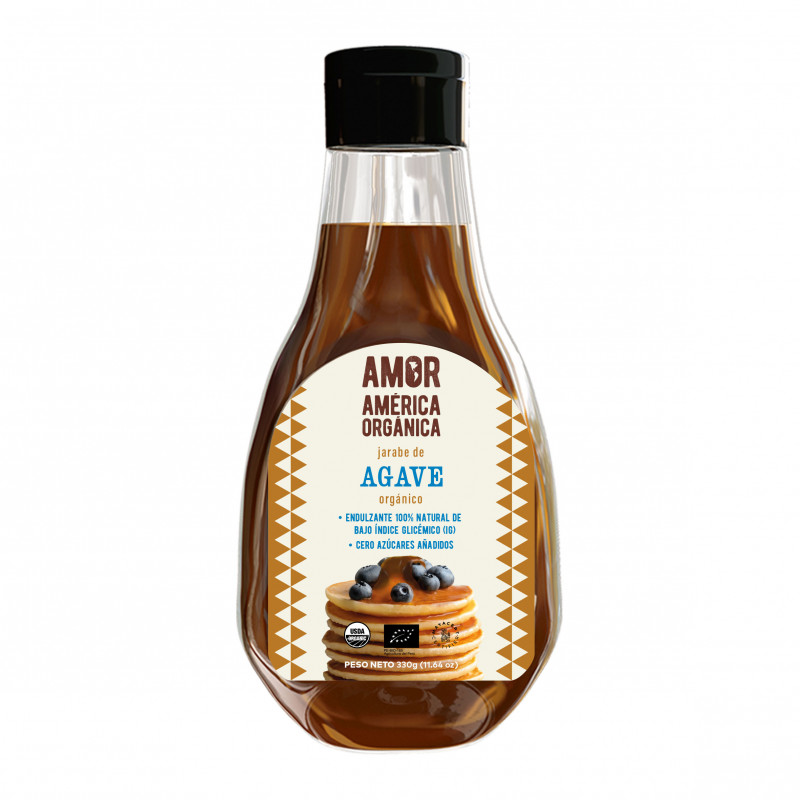 AMOR
AMÉRICA
ORGÁNICA
jarabe de
AGAVE
orgánico
• ENDULZANTE 100% NATURAL DE
BAJO ÍNDICE GLICÉMICO (IG)
• CERO AZÚCARES AÑADIDOS
USDA
ORGANIC
PESO NETO 330g (11.64 oz)